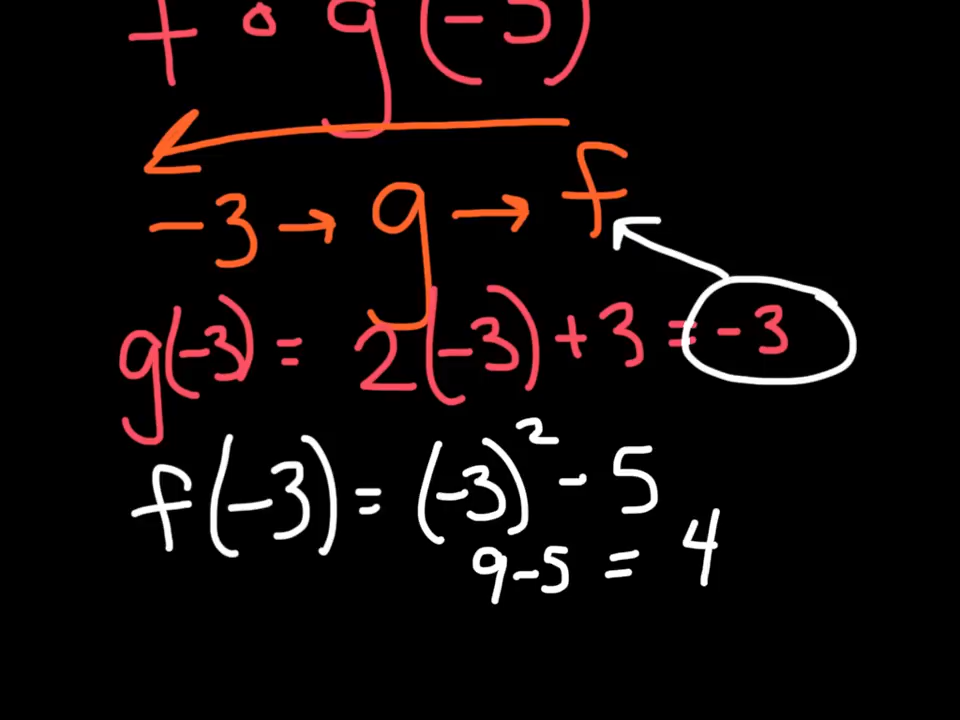 f ∘ g (-3)
-3 → g → f
g(-3) = 2(-3) + 3 = -3
f(-3) = (-3)² - 5
9-5 = 4